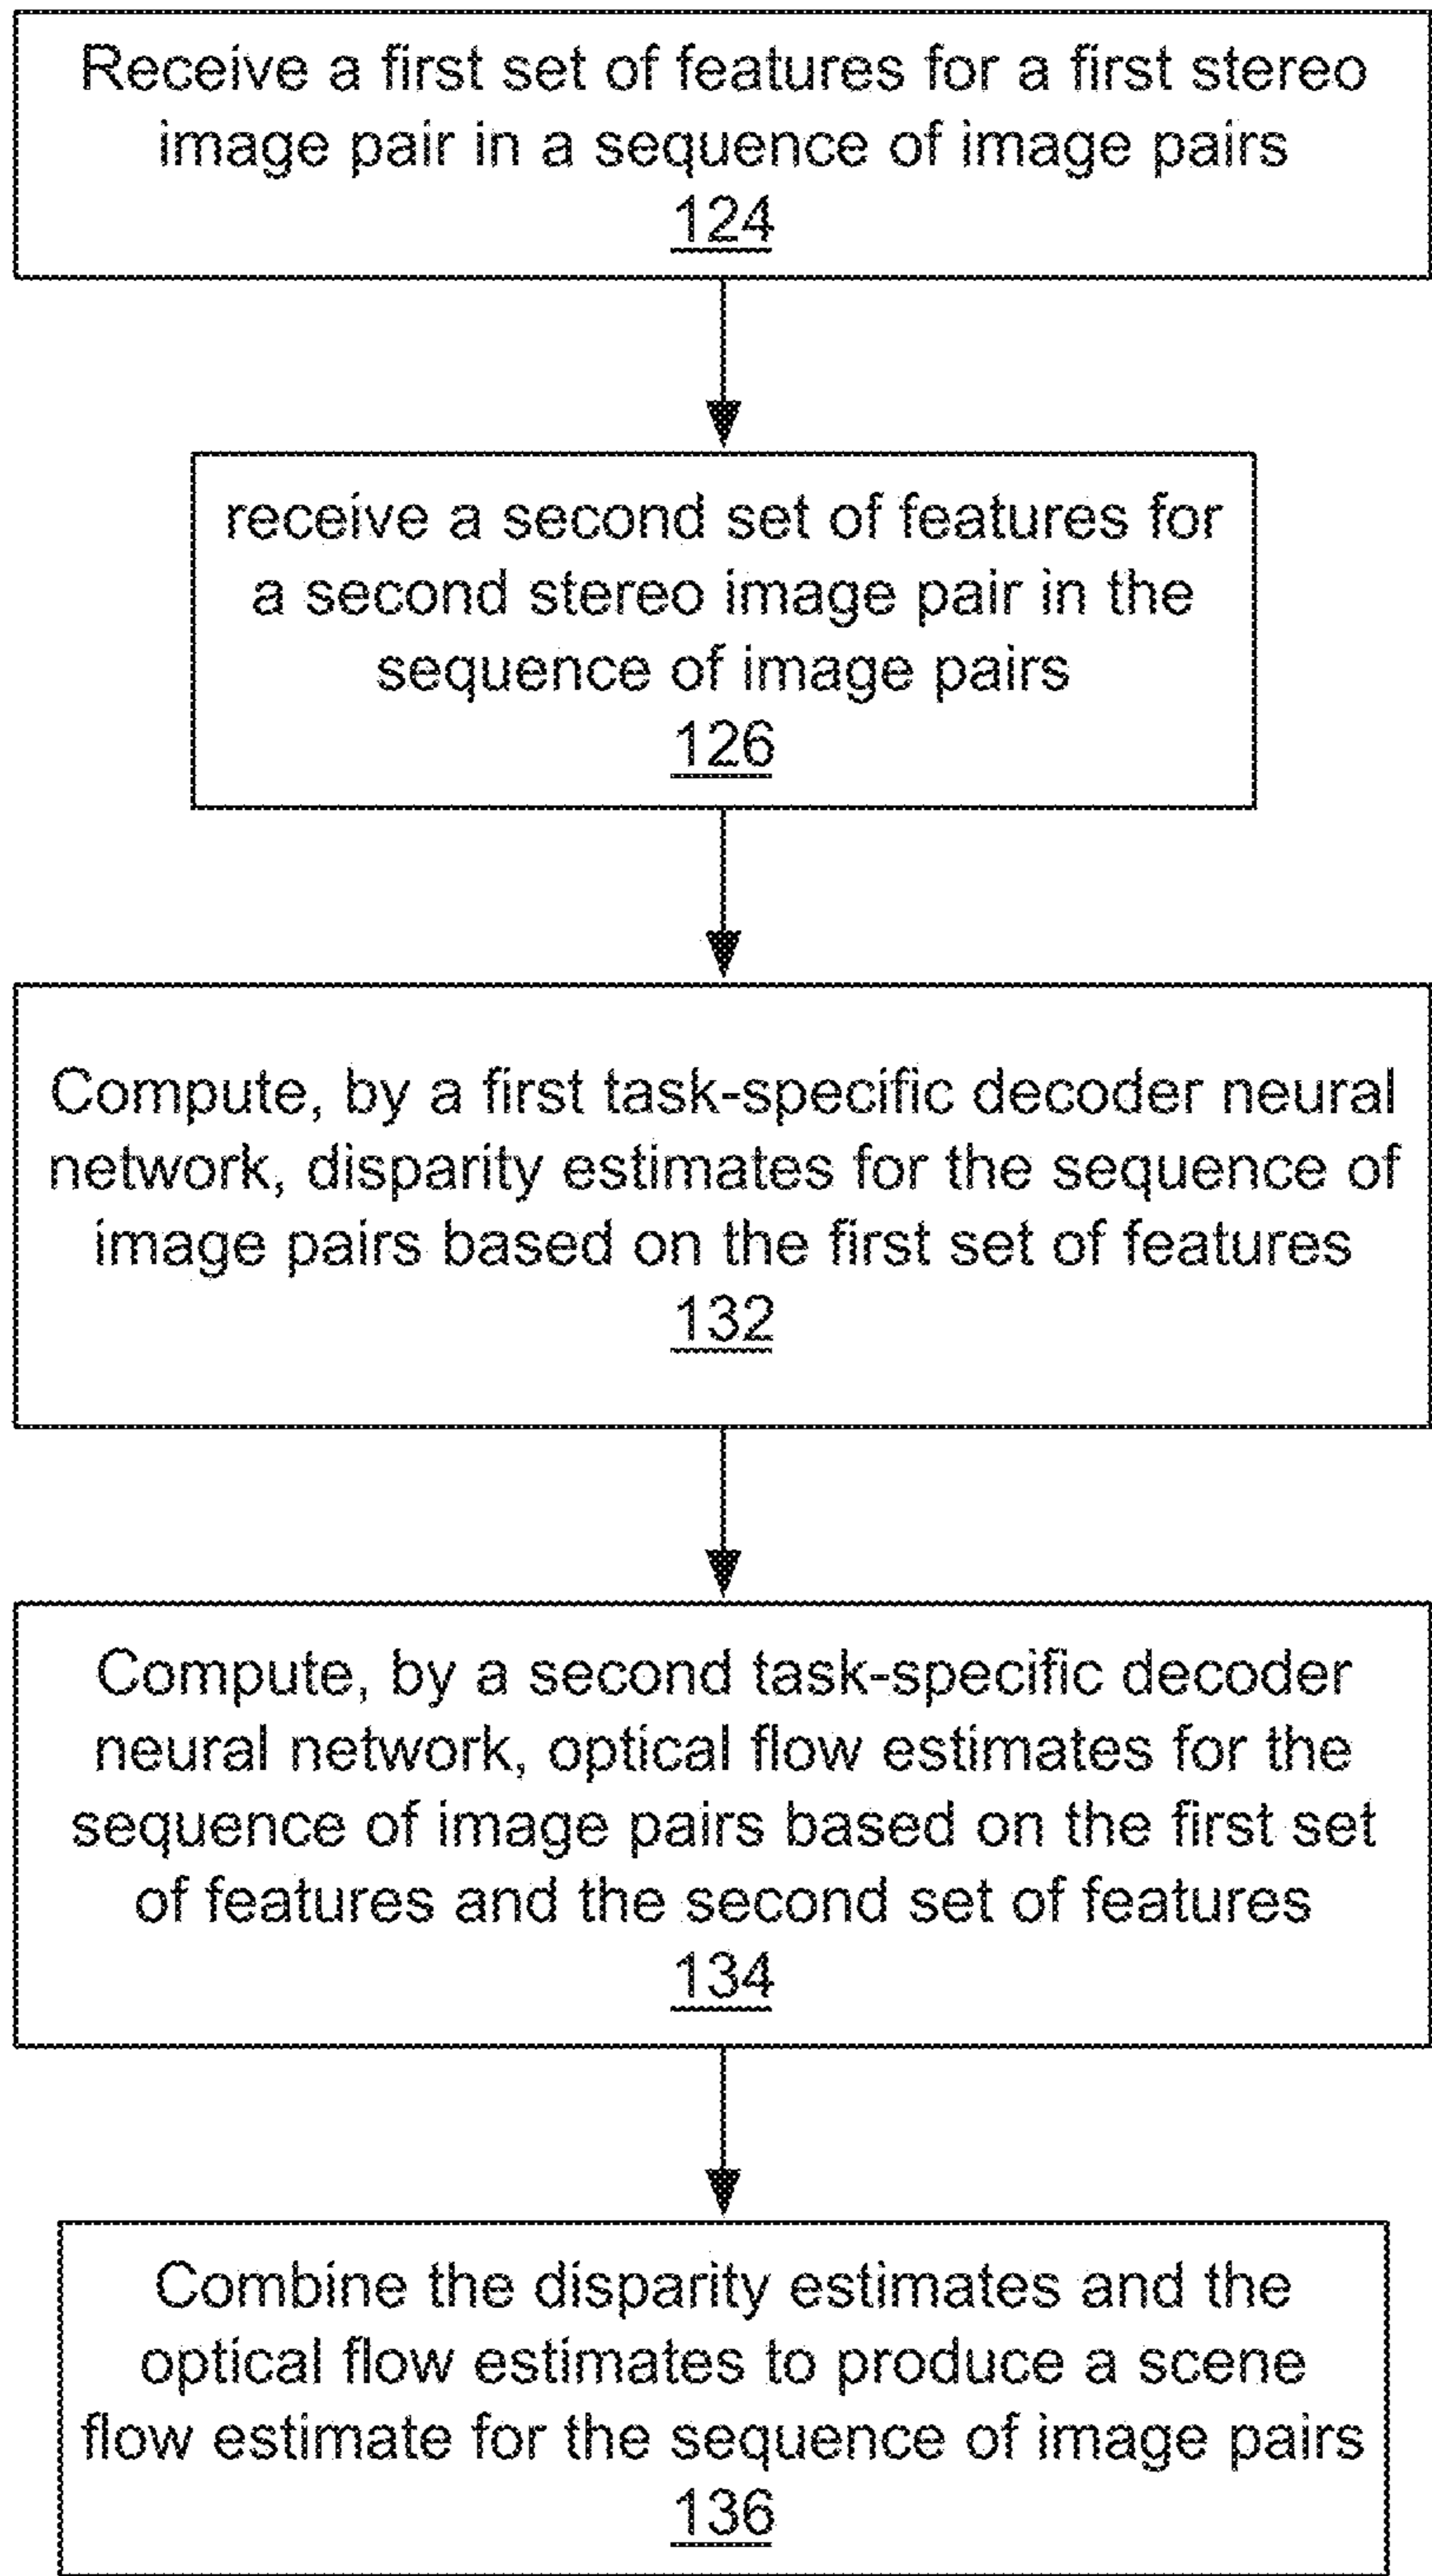 Receive a first set of features for a first stereo
image pair in a sequence of image pairs
124
receive a second set of features for
a second stereo image pair in the
sequence of image pairs
126
Compute, by a first task-specific decoder neural
network, disparity estimates for the sequence of
image pairs based on the first set of features
132
Compute, by a second task-specific decoder
neural network, optical flow estimates for the
sequence of image pairs based on the first set
of features and the second set of features
134
Combine the disparity estimates and the
optical flow estimates to produce a scene
flow estimate for the sequence of image pairs
136